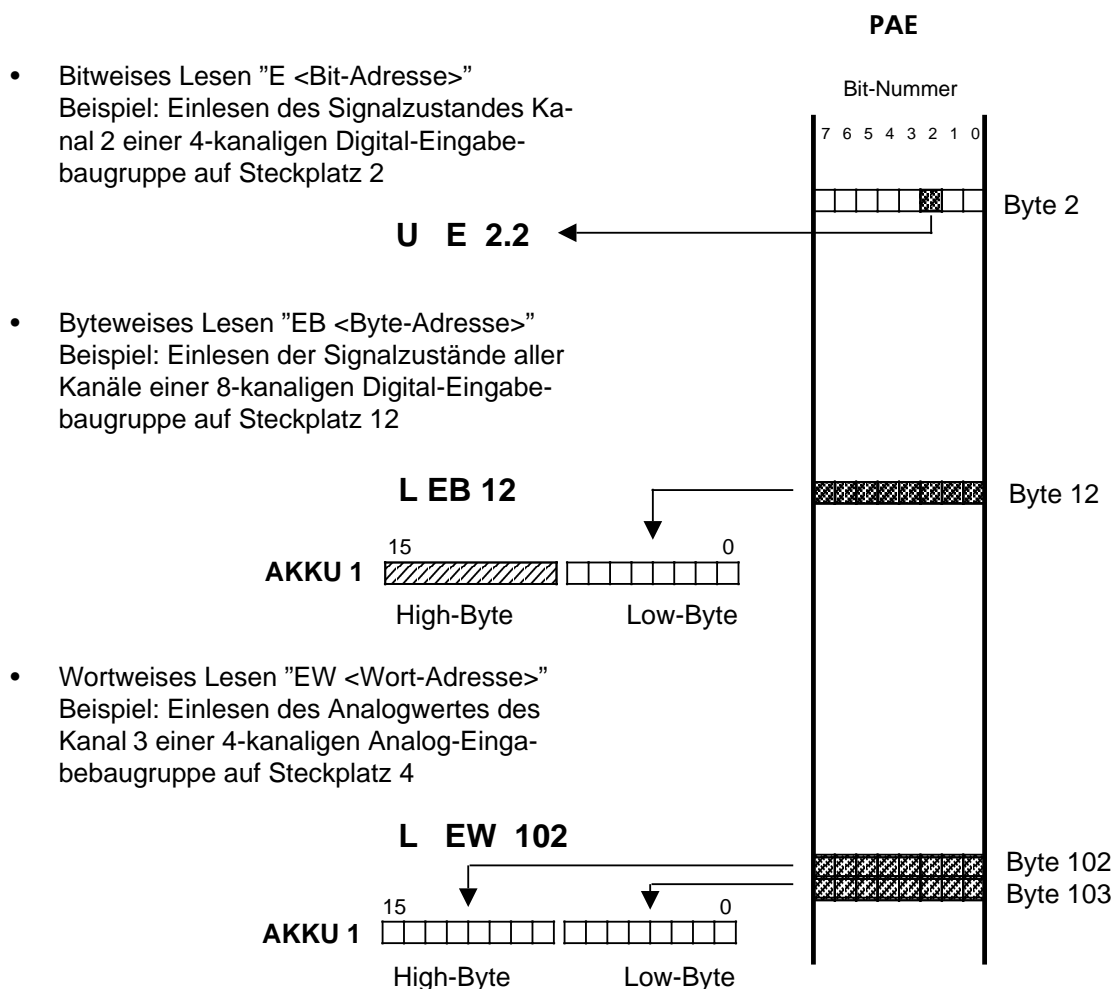 PAE
• Bitweises Lesen ”E <Bit-Adresse>”
Beispiel: Einlesen des Signalzustandes Ka-
nal 2 einer 4-kanaligen Digital-Eingabe-
baugruppe auf Steckplatz 2
Bit-Nummer
7 6 5 4 3 2 1 0
Byte 2
U E 2.2
• Byteweises Lesen ”EB <Byte-Adresse>”
Beispiel: Einlesen der Signalzustände aller
Kanäle einer 8-kanaligen Digital-Eingabe-
baugruppe auf Steckplatz 12
L EB 12
Byte 12
15 0
AKKU 1
High-Byte Low-Byte
• Wortweises Lesen ”EW <Wort-Adresse>”
Beispiel: Einlesen des Analogwertes des
Kanal 3 einer 4-kanaligen Analog-Einga-
bebaugruppe auf Steckplatz 4
L EW 102
Byte 102
Byte 103
15 0
AKKU 1
High-Byte Low-Byte